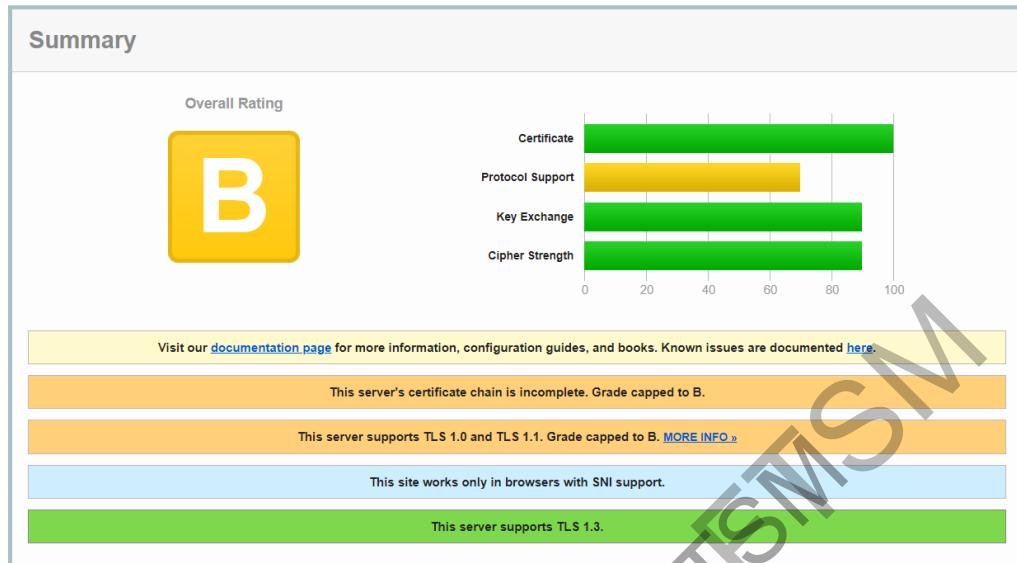 Summary
Overall Rating
B
Certificate
Protocol Support
Key Exchange
Cipher Strength
0 20 40 60 80 100
Visit our documentation page for more information, configuration guides, and books. Known issues are documented here.
This server's certificate chain is incomplete. Grade capped to B.
This server supports TLS 1.0 and TLS 1.1. Grade capped to B. MORE INFO »
This site works only in browsers with SNI support.
This server supports TLS 1.3.